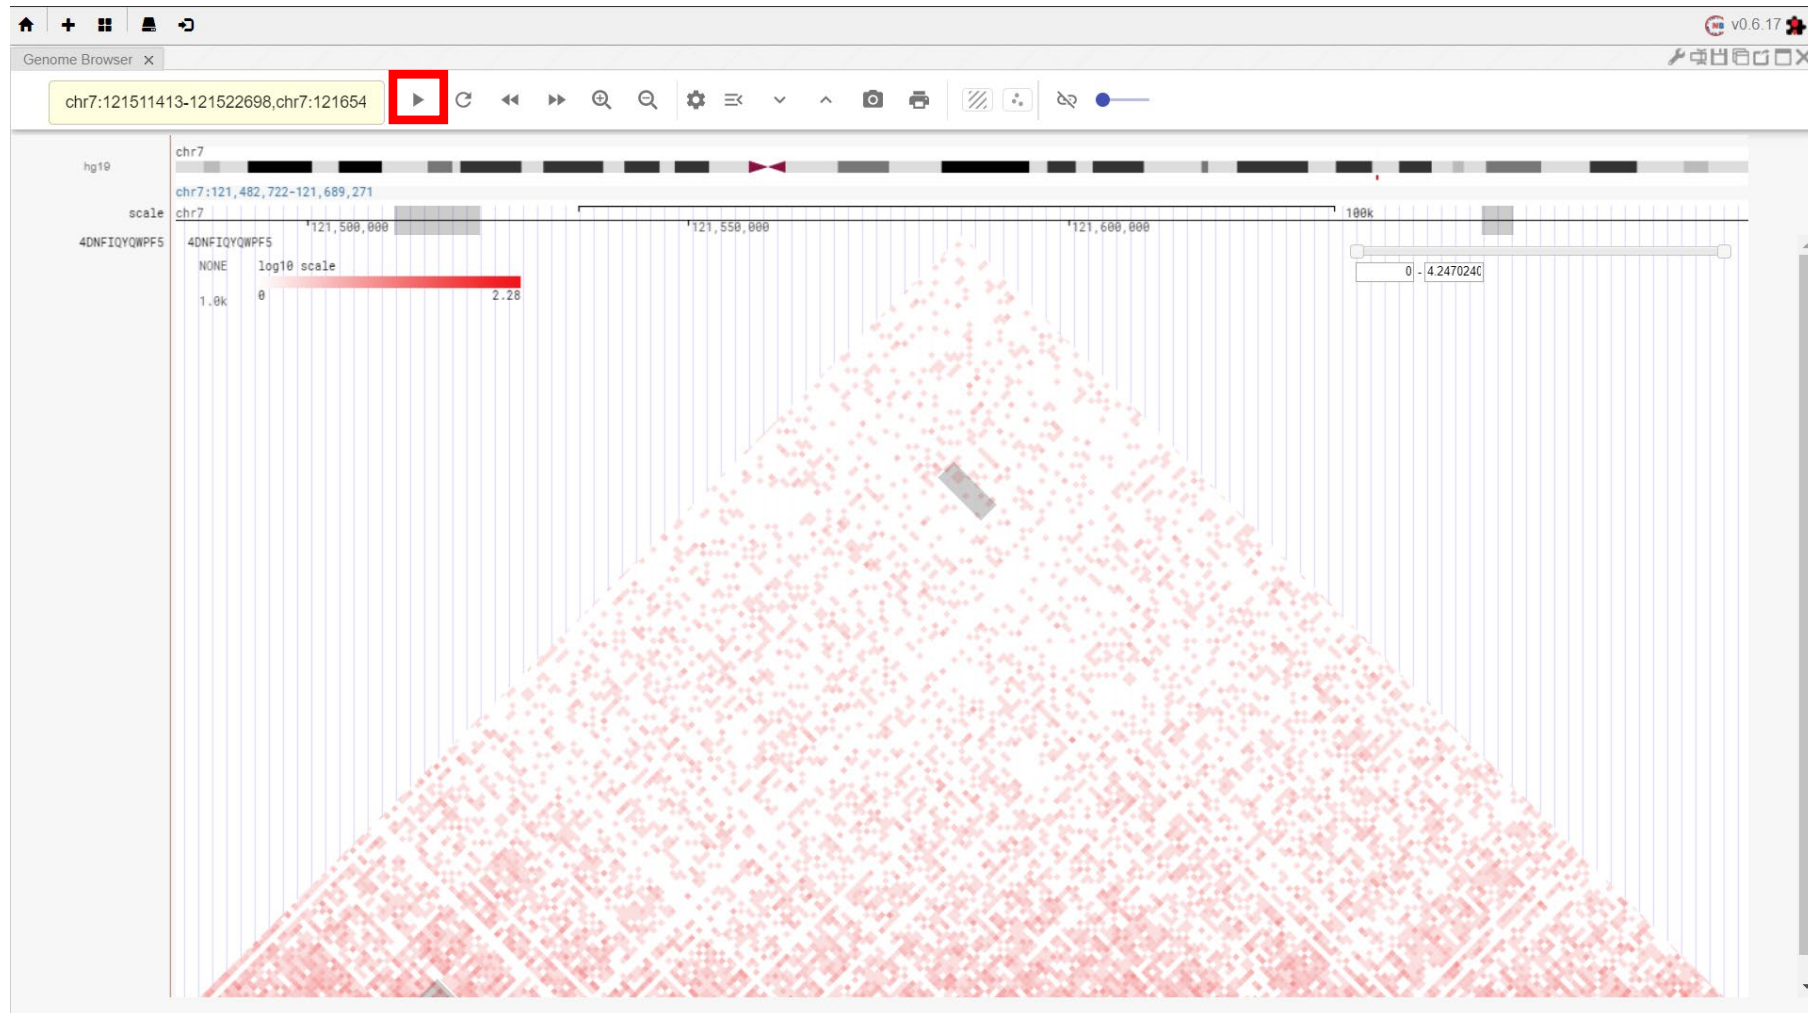 v0.6.17
Genome Browser
chr7:121511413-121522698,chr7:121654
chr7
hg19
chr7:121,482,722-121,689,271
scale
chr7
100k
121,500,000
121,550,000
121,600,000
4DNFIQYQWPF5
4DNFIQYQWPF5
NONE
log10 scale
0 - 4.2470240
1.0k
0
2.28